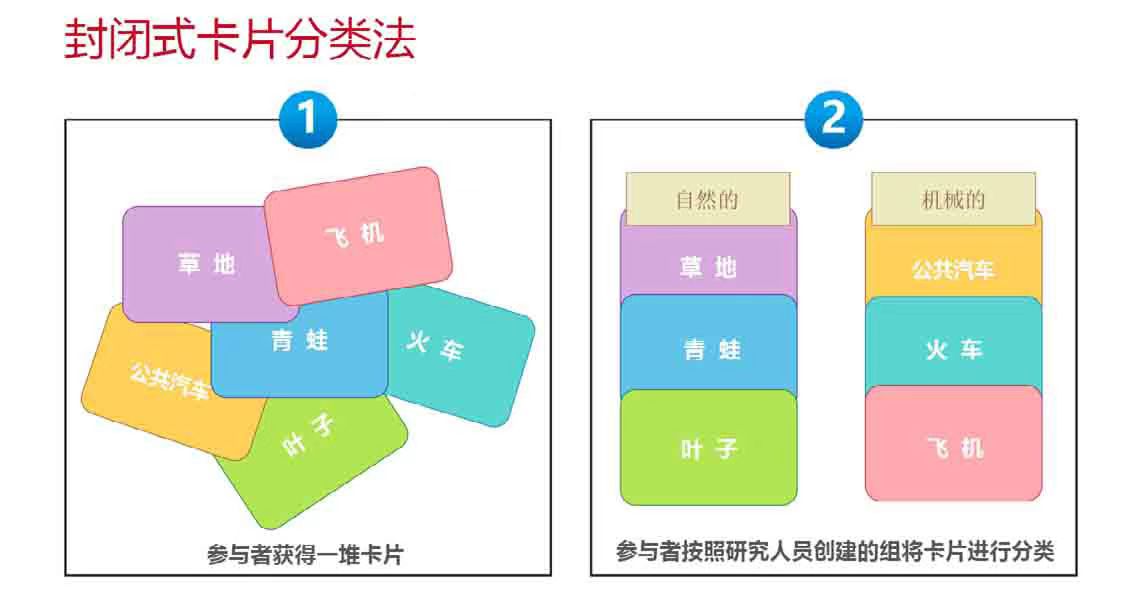 封闭式卡片分类法
1
草地
飞机
青蛙
火车
公共汽车
叶子
参与者获得一堆卡片
2
自然的
草地
青蛙
叶子
机械的
公共汽车
火车
飞机
参与者按照研究人员创建的组将卡片进行分类